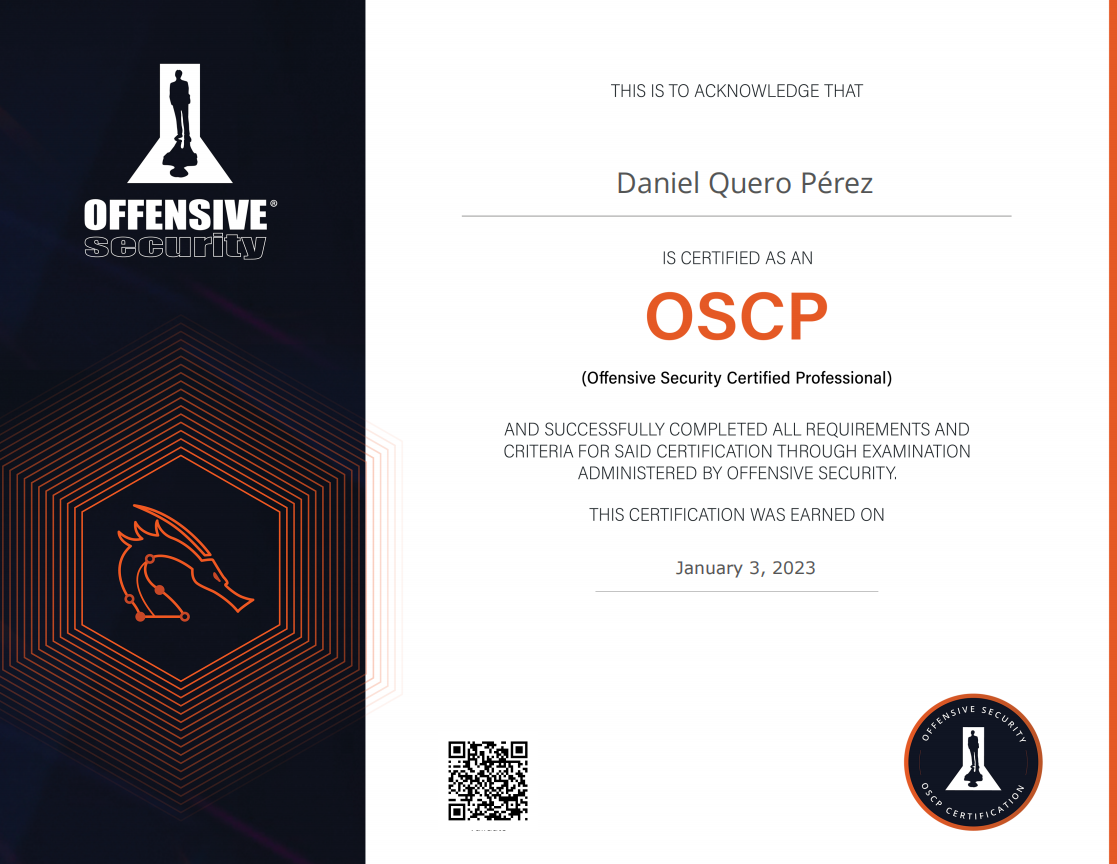 OFFENSIVE®
security
THIS IS TO ACKNOWLEDGE THAT
Daniel Quero Pérez
IS CERTIFIED AS AN
OSCP
(Offensive Security Certified Professional)
AND SUCCESSFULLY COMPLETED ALL REQUIREMENTS AND
CRITERIA FOR SAID CERTIFICATION THROUGH EXAMINATION
ADMINISTERED BY OFFENSIVE SECURITY.
THIS CERTIFICATION WAS EARNED ON
January 3, 2023
OFFENSIVE SECURITY
OSCP CERTIFICATION